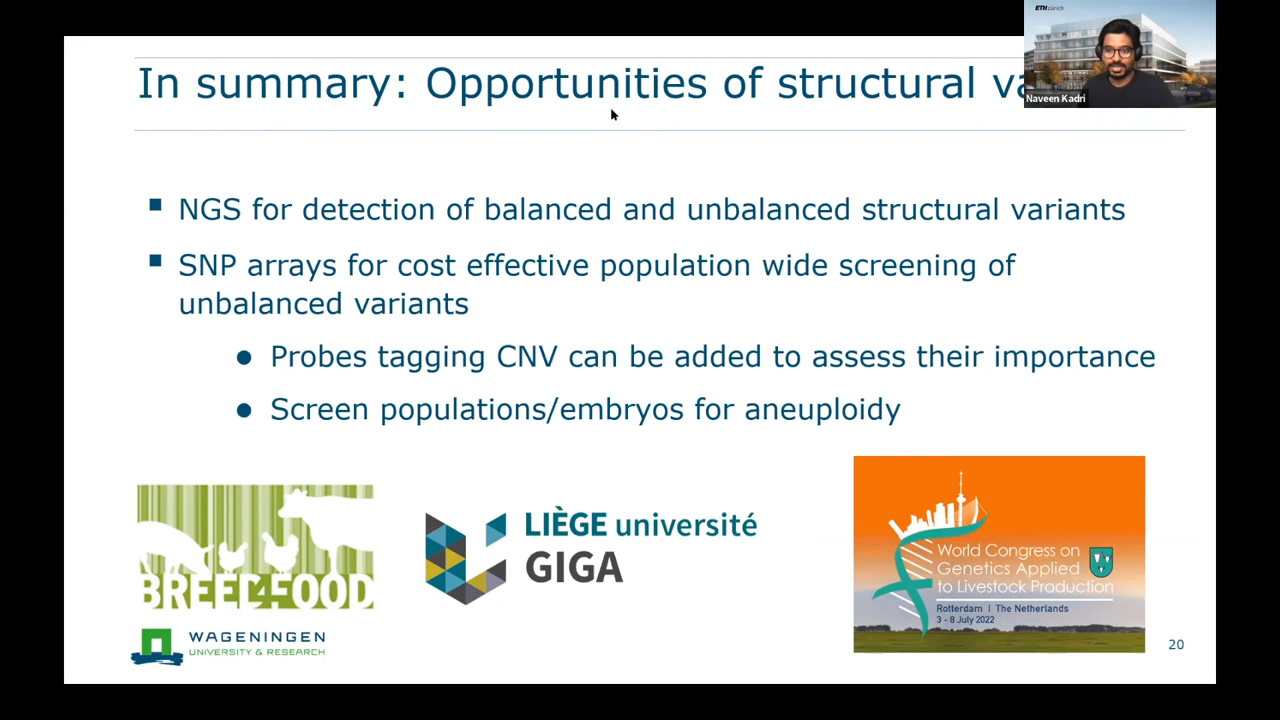 ETH zürich
In summary: Opportunities of structural
Naveen Kadri
NGS for detection of balanced and unbalanced structural variants
SNP arrays for cost effective population wide screening of
unbalanced variants
Probes tagging CNV can be added to assess their importance
Screen populations/embryos for aneuploidy
BREED4FOOD
LIÈGE université
GIGA
World Congress on
Genetics Applied
to Livestock Production
Rotterdam | The Netherlands
3 - 8 July 2022
WAGENINGEN
UNIVERSITY & RESEARCH
20